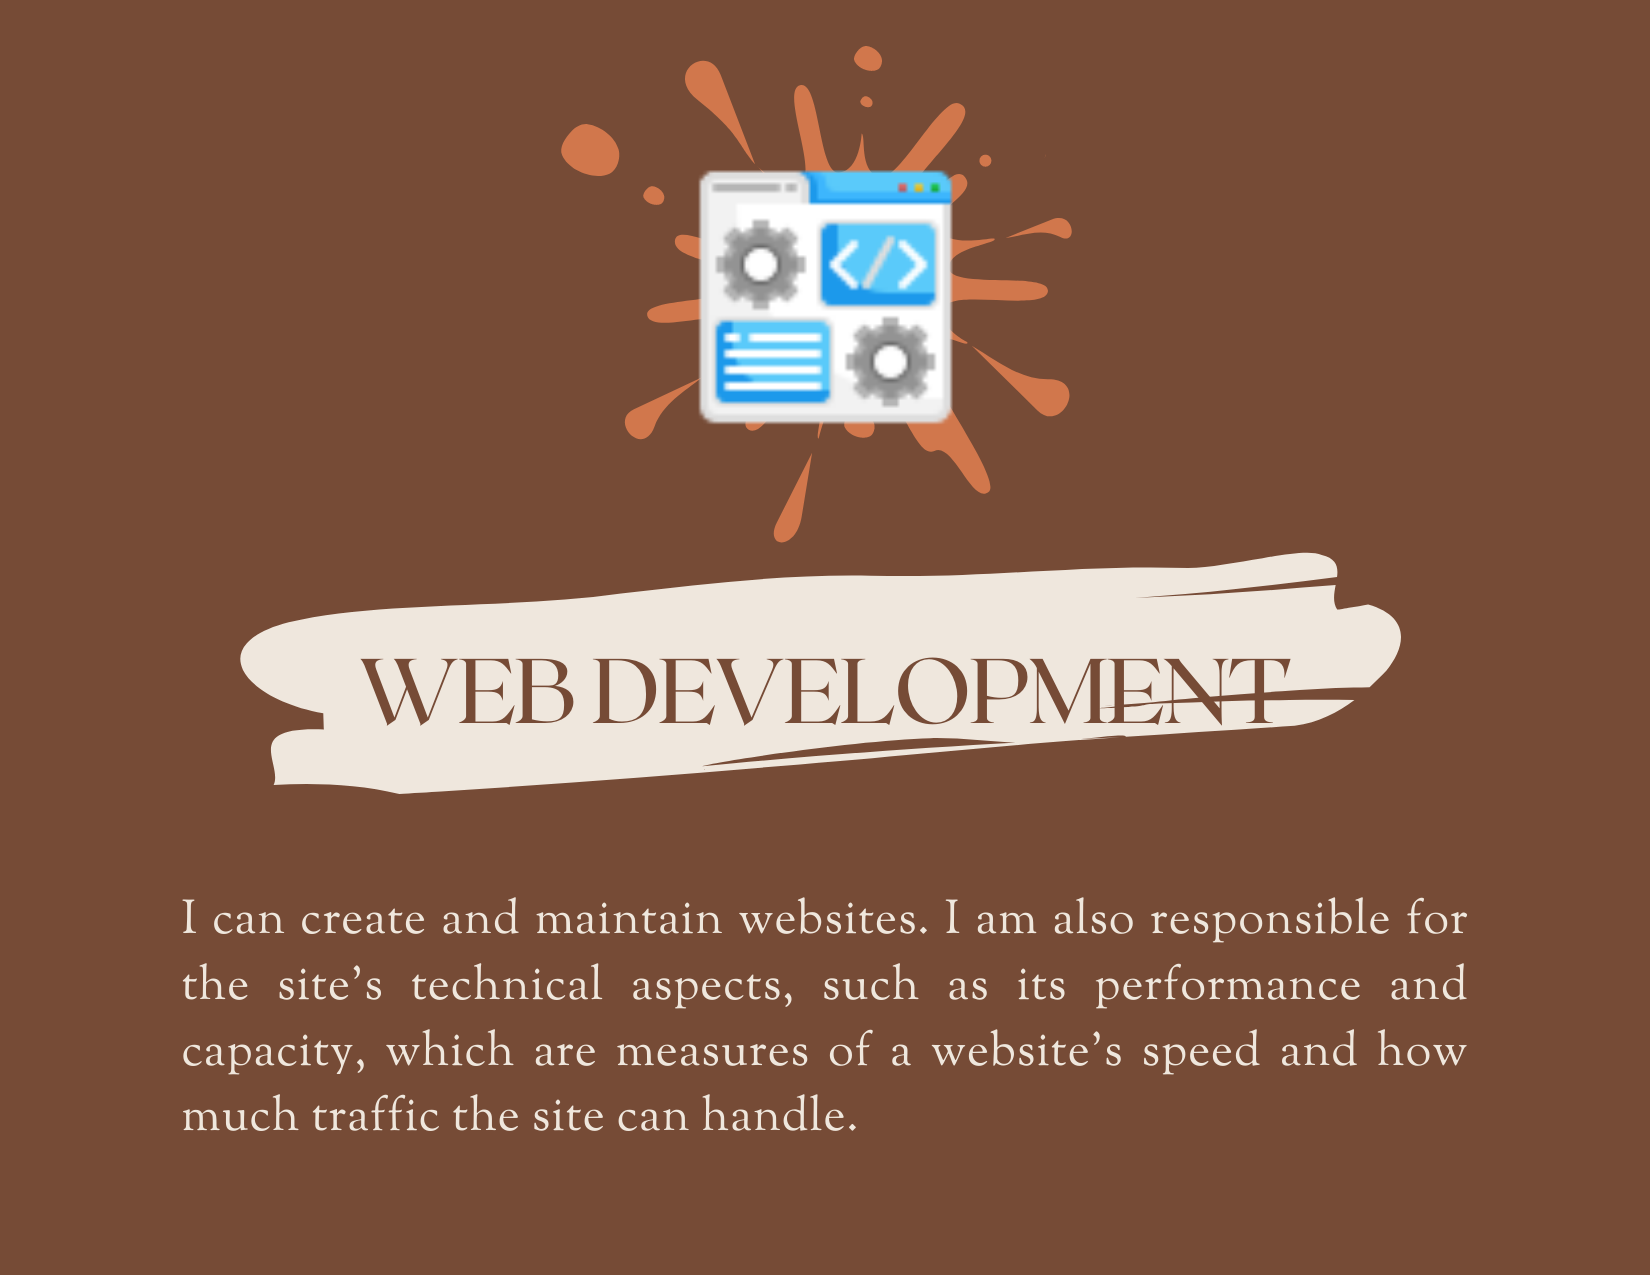 </>
WEB DEVELOPMENT
I can create and maintain websites. I am also responsible for
the site’s technical aspects, such as its performance and
capacity, which are measures of a website’s speed and how
much traffic the site can handle.